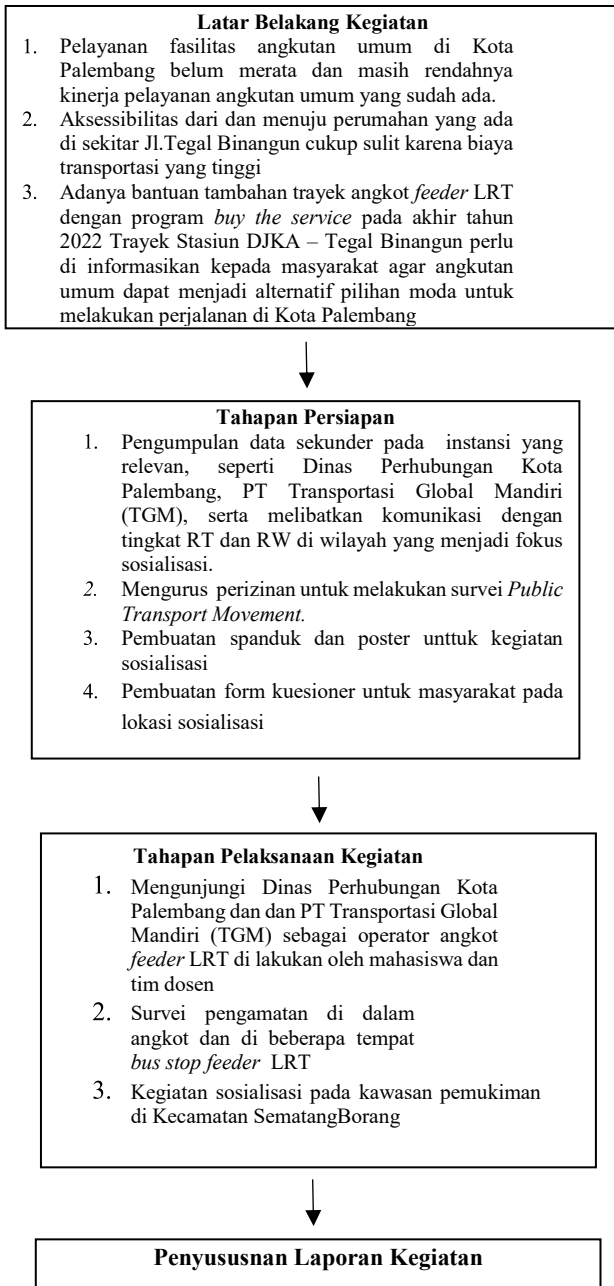 Latar Belakang Kegiatan
1. Pelayanan fasilitas angkutan umum di Kota
Palembang belum merata dan masih rendahnya
kinerja pelayanan angkutan umum yang sudah ada.
2. Aksessibilitas dari dan menuju perumahan yang ada
di sekitar Jl.Tegal Binangun cukup sulit karena biaya
transportasi yang tinggi
3. Adanya bantuan tambahan trayek angkot feeder LRT
dengan program buy the service pada akhir tahun
2022 Trayek Stasiun DJKA – Tegal Binangun perlu
di informasikan kepada masyarakat agar angkutan
umum dapat menjadi alternatif pilihan moda untuk
melakukan perjalanan di Kota Palembang
Tahapan Persiapan
1. Pengumpulan data sekunder pada instansi yang
relevan, seperti Dinas Perhubungan Kota
Palembang, PT Transportasi Global Mandiri
(TGM), serta melibatkan komunikasi dengan
tingkat RT dan RW di wilayah yang menjadi fokus
sosialisasi.
2. Mengurus perizinan untuk melakukan survei Public
Transport Movement.
3. Pembuatan spanduk dan poster unttuk kegiatan
sosialisasi
4. Pembuatan form kuesioner untuk masyarakat pada
lokasi sosialisasi
Tahapan Pelaksanaan Kegiatan
1. Mengunjungi Dinas Perhubungan Kota
Palembang dan dan PT Transportasi Global
Mandiri (TGM) sebagai operator angkot
feeder LRT di lakukan oleh mahasiswa dan
tim dosen
2. Survei pengamatan di dalam
angkot dan di beberapa tempat
bus stop feeder LRT
3. Kegiatan sosialisasi pada kawasan pemukiman
di Kecamatan SematangBorang
Penyususnan Laporan Kegiatan